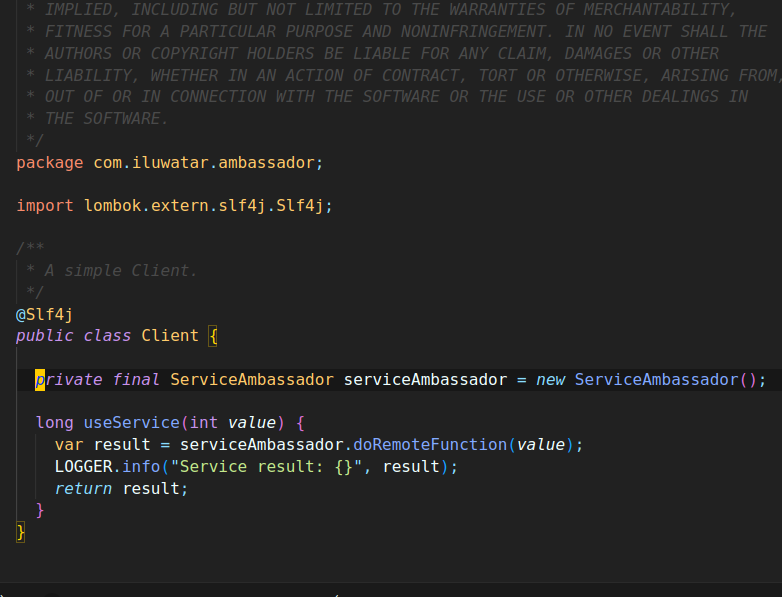 * IMPLIED, INCLUDING BUT NOT LIMITED TO THE WARRANTIES OF MERCHANTABILITY,
* FITNESS FOR A PARTICULAR PURPOSE AND NONINFRINGEMENT. IN NO EVENT SHALL THE
* AUTHORS OR COPYRIGHT HOLDERS BE LIABLE FOR ANY CLAIM, DAMAGES OR OTHER
* LIABILITY, WHETHER IN AN ACTION OF CONTRACT, TORT OR OTHERWISE, ARISING FROM,
* OUT OF OR IN CONNECTION WITH THE SOFTWARE OR THE USE OR OTHER DEALINGS IN
* THE SOFTWARE.
*/
package com.iluwatar.ambassador;
import lombok.extern.slf4j.Slf4j;
/**
* A simple Client.
*/
@Slf4j
public class Client {
private final ServiceAmbassador serviceAmbassador = new ServiceAmbassador();
long useService(int value) {
var result = serviceAmbassador.doRemoteFunction(value);
LOGGER.info("Service result: {}", result);
return result;
}
}